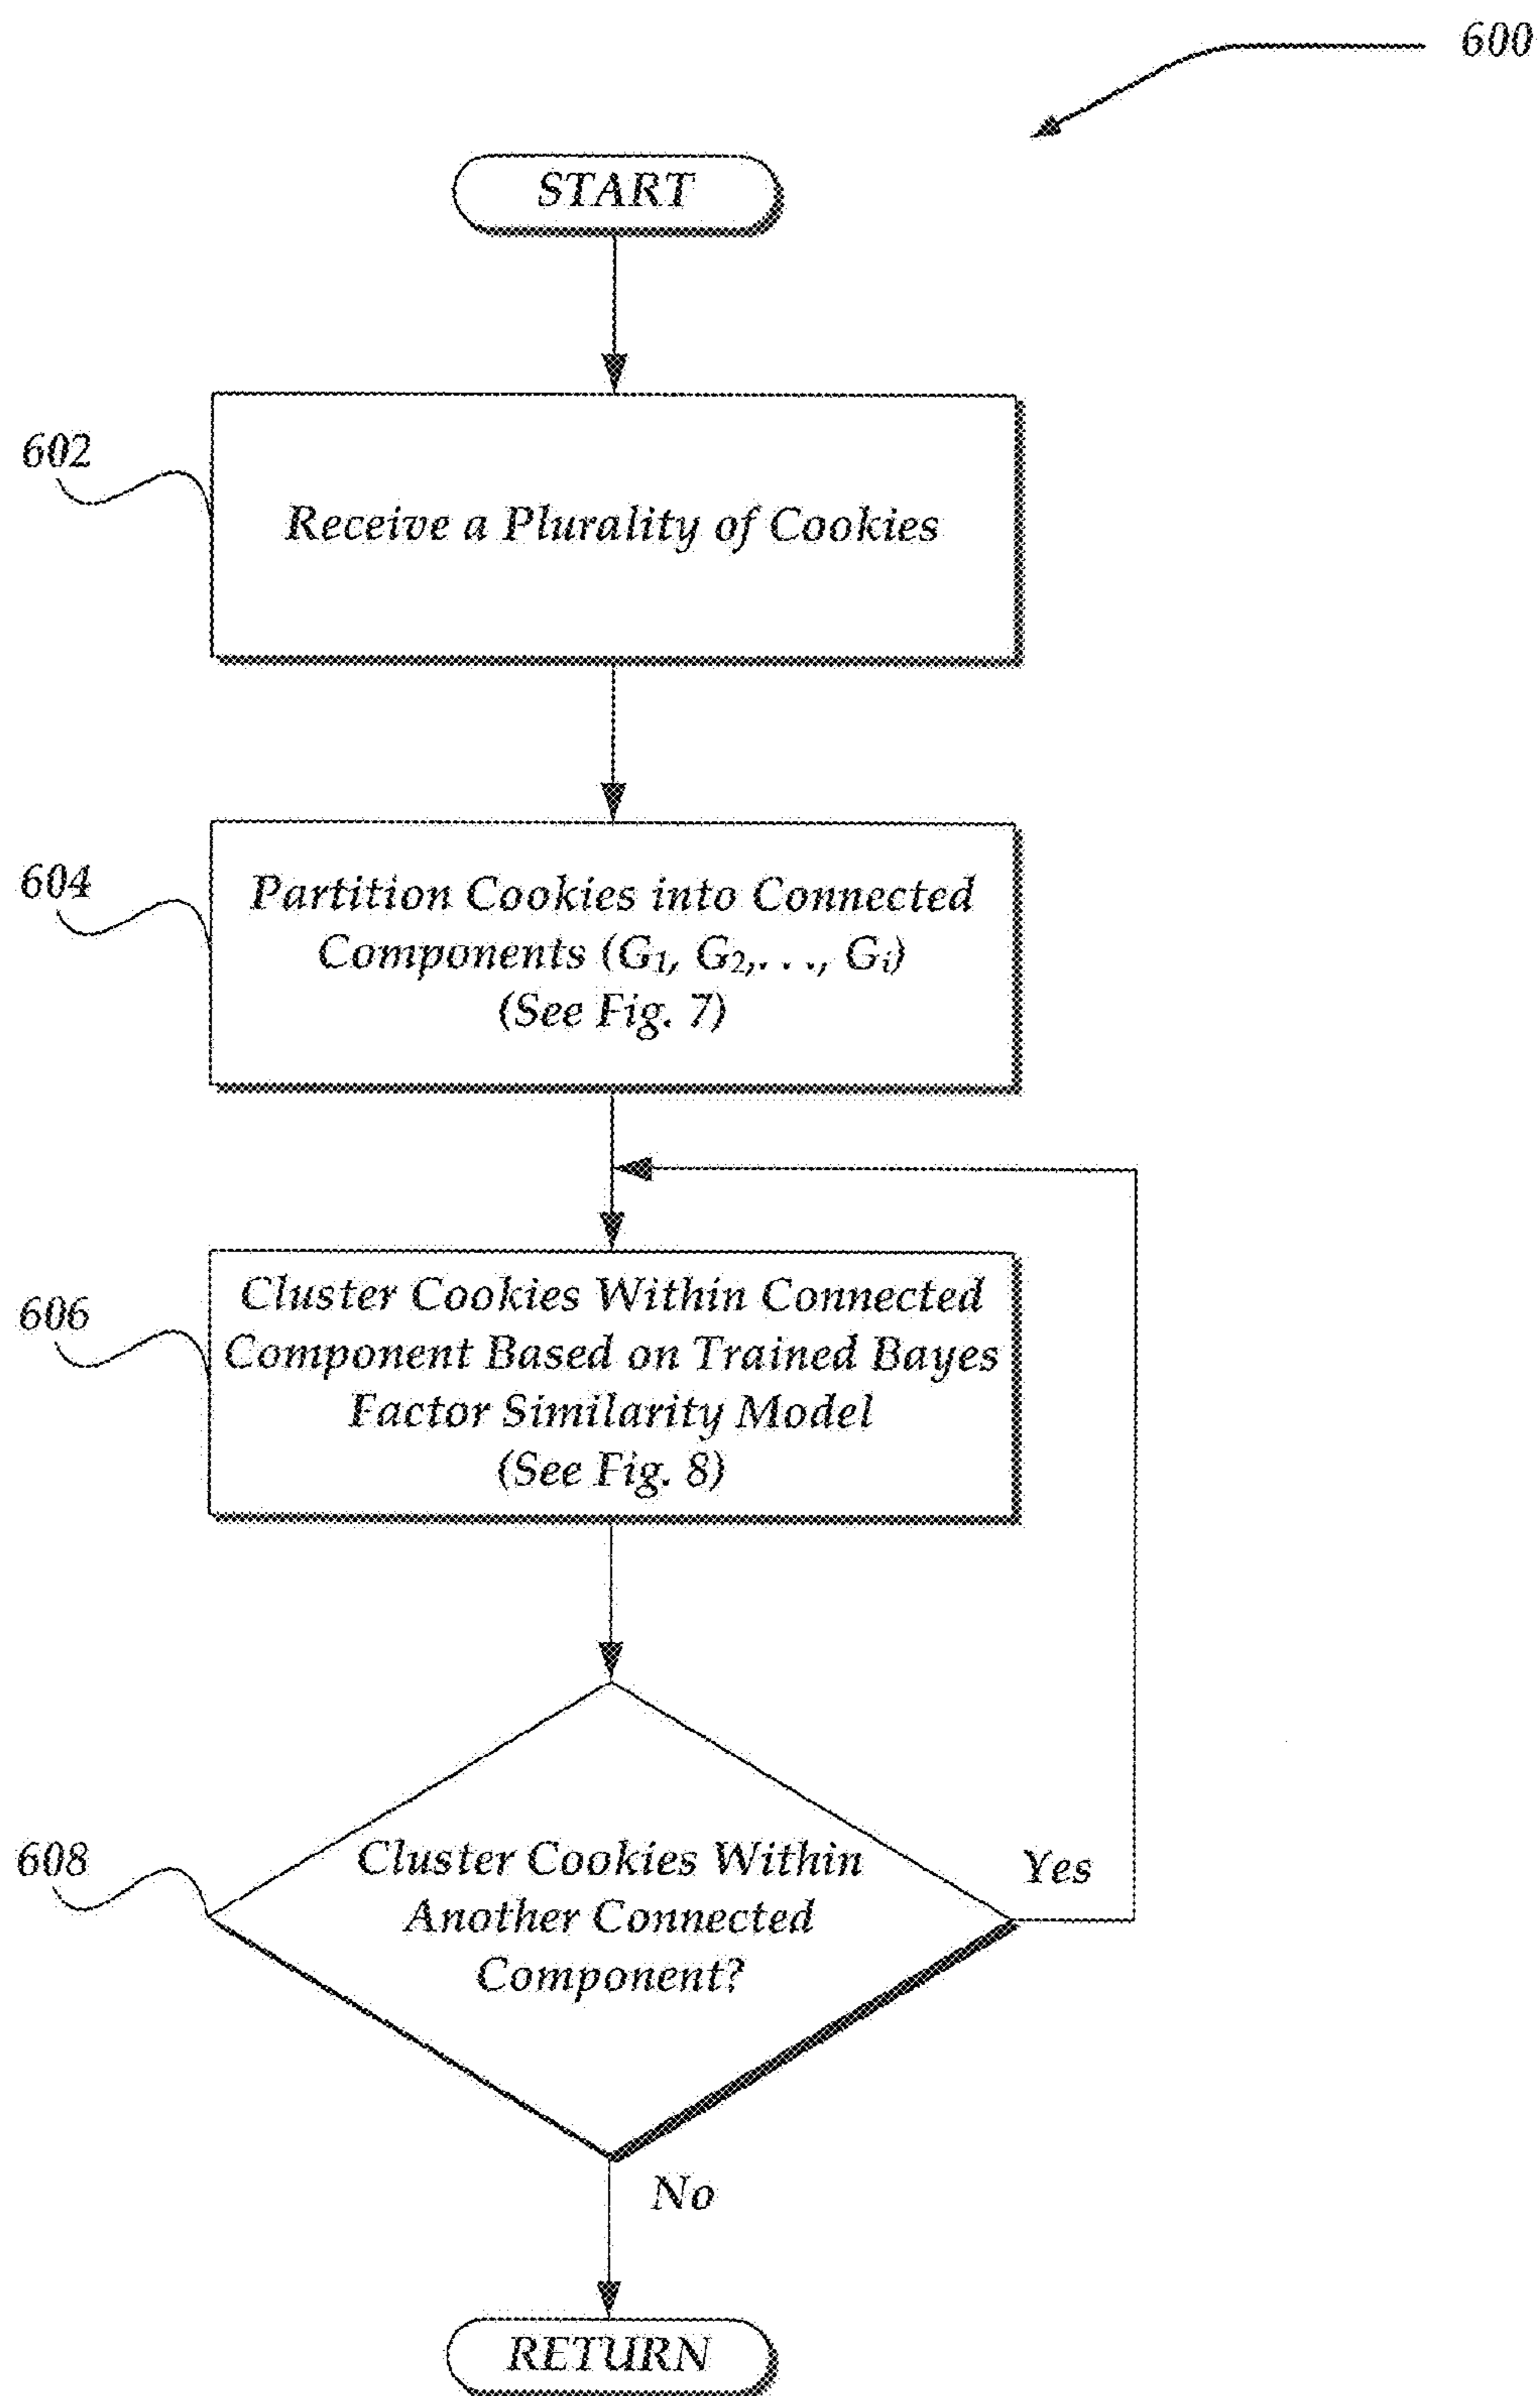 600
START
602
Receive a Plurality of Cookies
604
Partition Cookies into Connected
Components (G1, G2,. . ., Gi)
(See Fig. 7)
606
Cluster Cookies Within Connected
Component Based on Trained Bayes
Factor Similarity Model
(See Fig. 8)
608
Cluster Cookies Within
Another Connected
Component?
Yes
No
RETURN